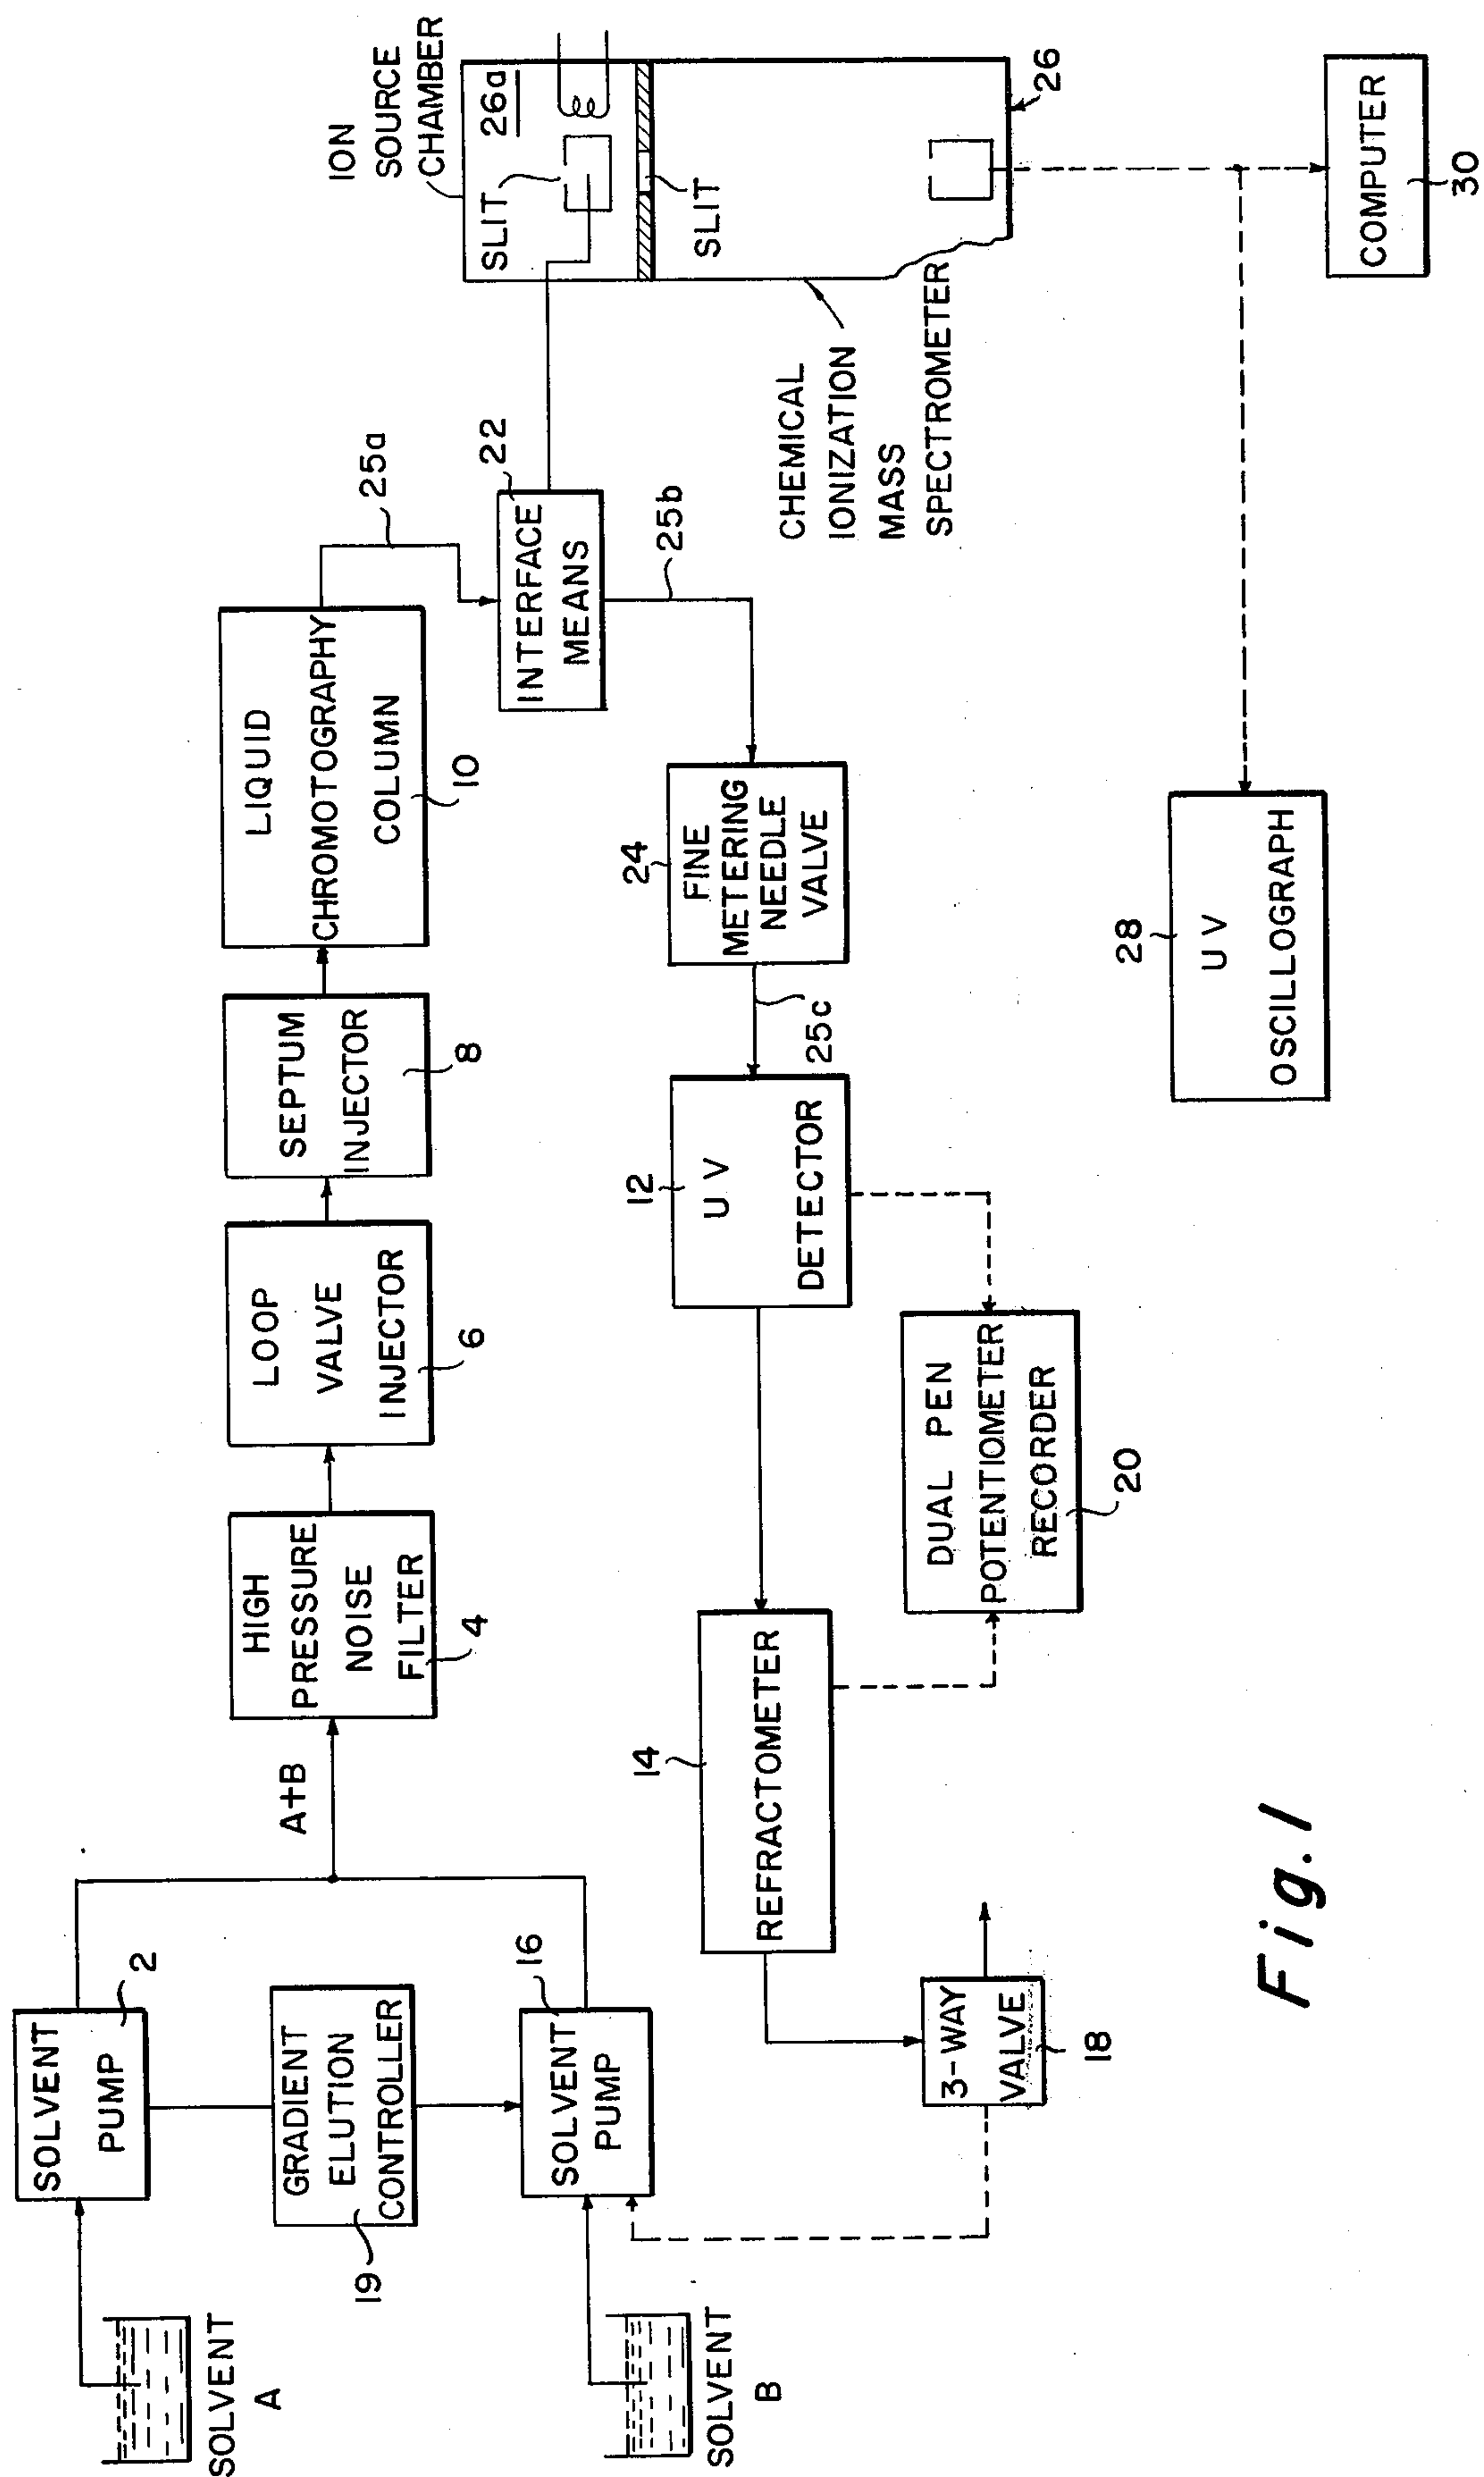 SOLVENT
A
SOLVENT
PUMP
2
GRADIENT
ELUTION
CONTROLLER
19
SOLVENT
B
16
SOLVENT
PUMP
A+B
HIGH
PRESSURE
NOISE
FILTER
4
LOOP
VALVE
INJECTOR
6
SEPTUM
INJECTOR
8
LIQUID
CHROMOTOGRAPHY
COLUMN
10
25a
22
INTERFACE
MEANS
25b
ION
SOURCE
CHAMBER
SLIT
26a
SLIT
CHEMICAL
IONIZATION
MASS
SPECTROMETER
26
24
FINE
METERING
NEEDLE
VALVE
25c
12
UV
DETECTOR
14
REFRACTOMETER
DUAL PEN
POTENTIOMETER
RECORDER
20
3-WAY
VALVE
18
28
UV
OSCILLOGRAPH
COMPUTER
30
Fig. 1